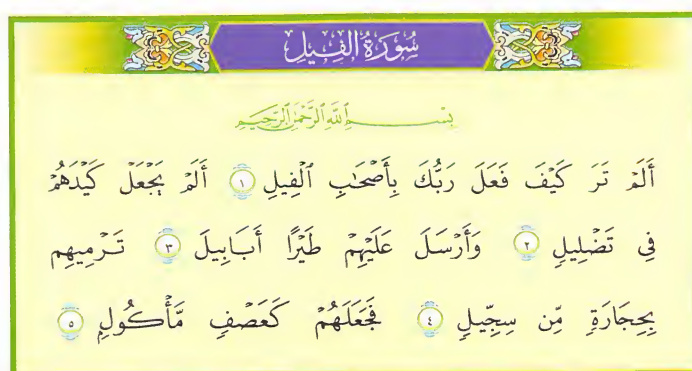 سُورَةُ الفِيلِ
بِسْمِ ٱللَّهِ ٱلرَّحْمَٰنِ ٱلرَّحِيمِ
أَلَمْ تَرَ كَيْفَ فَعَلَ رَبُّكَ بِأَصْحَٰبِ ٱلْفِيلِ ١ أَلَمْ يَجْعَلْ كَيْدَهُمْ
فِي تَضْلِيلٍ ٢ وَأَرْسَلَ عَلَيْهِمْ طَيْرًا أَبَابِيلَ ٣ تَرْمِيهِم
بِحِجَارَةٍ مِّن سِجِّيلٍ ٤ فَجَعَلَهُمْ كَعَصْفٍ مَّأْكُولٍ ٥